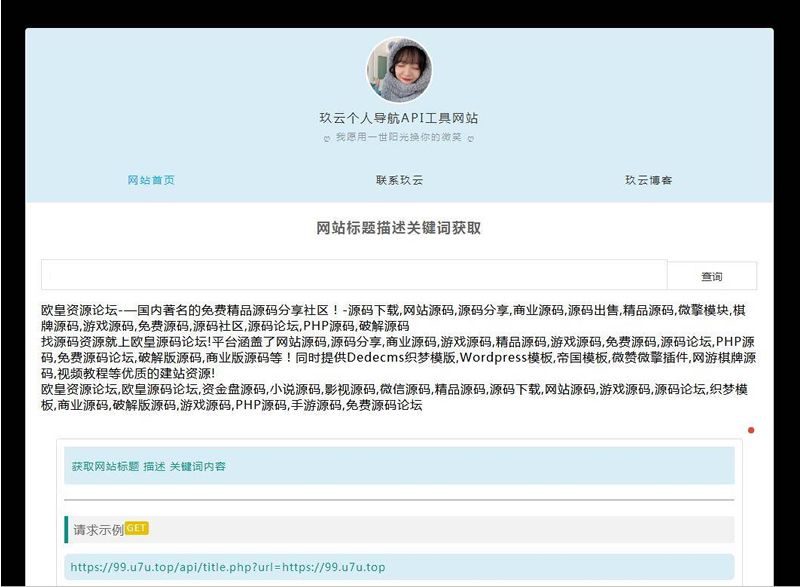 玖云个人导航API工具网站
ღ 我愿用一世阳光换你的微笑 ღ
网站首页 联系玖云 玖云博客
网站标题描述关键词获取
查询
欧皇资源论坛-—国内著名的免费精品源码分享社区！-源码下载,网站源码,源码分享,商业源码,源码出售,精品源码,微擎模块,棋
牌源码,游戏源码,免费源码,源码社区,源码论坛,PHP源码,破解源码
找源码资源就上欧皇源码论坛!平台涵盖了网站源码,源码分享,商业源码,游戏源码,精品源码,游戏源码,免费源码,源码论坛,PHP源
码,免费源码论坛,破解版源码,商业版源码等！同时提供Dedecms织梦模版,Wordpress模板,帝国模板,微赞微擎插件,网游棋牌源
码,视频教程等优质的建站资源!
欧皇资源论坛,欧皇源码论坛,资金盘源码,小说源码,影视源码,微信源码,精品源码,源码下载,网站源码,游戏源码,源码论坛,织梦模
板,商业源码,破解版源码,游戏源码,PHP源码,手游源码,免费源码论坛
获取网站标题 描述 关键词内容
请求示例GET
https://99.u7u.top/api/title.php?url=https://99.u7u.top